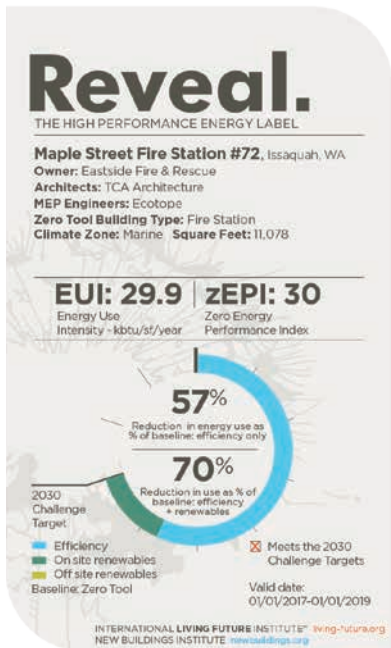 Reveal.
THE HIGH PERFORMANCE ENERGY LABEL
Maple Street Fire Station #72, Issaquah, WA
Owner: Eastside Fire & Rescue
Architects: TCA Architecture
MEP Engineers: Ecotope
Zero Tool Building Type: Fire Station
Climate Zone: Marine Square Feet: 11,078
EUI: 29.9
Energy Use
Intensity - kbtu/sf/year
zEPI: 30
Zero Energy
Performance Index
57%
Reduction in energy use as
% of baseline: efficiency only
70%
Reduction in use as % of
baseline: efficiency
+ renewables
2030
Challenge
Target
Efficiency
On site renewables
Off site renewables
Baseline: Zero Tool
Meets the 2030
Challenge Targets
Valid date:
01/01/2017-01/01/2019
INTERNATIONAL LIVING FUTURE INSTITUTE™ living-future.org
NEW BUILDINGS INSTITUTE newbuildings.org